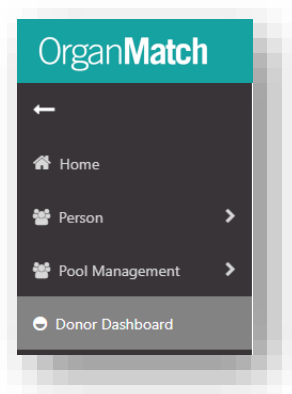 OrganMatch
Home
Person
Pool Management
Donor Dashboard